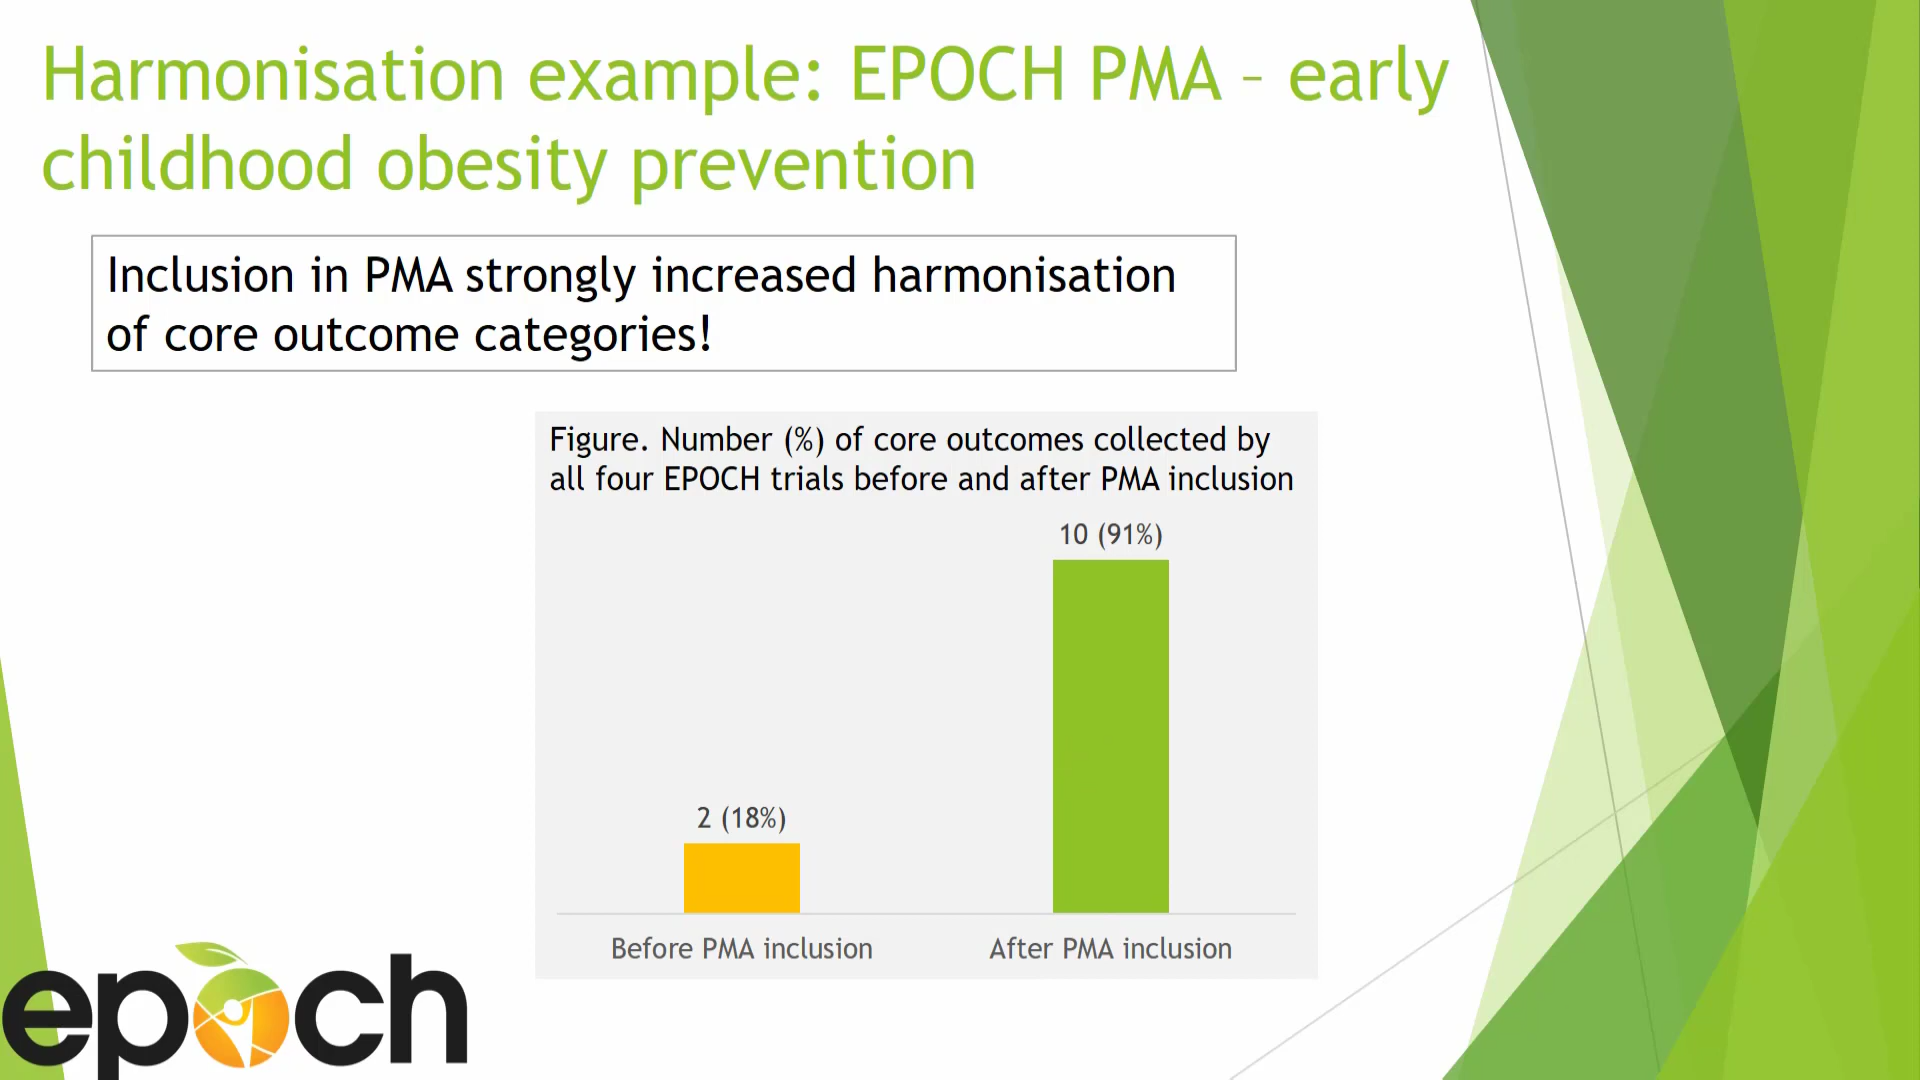 Harmonisation example: EPOCH PMA – early
childhood obesity prevention
Inclusion in PMA strongly increased harmonisation
of core outcome categories!
Figure. Number (%) of core outcomes collected by
all four EPOCH trials before and after PMA inclusion
10 (91%)
2 (18%)
Before PMA inclusion
After PMA inclusion
epoch